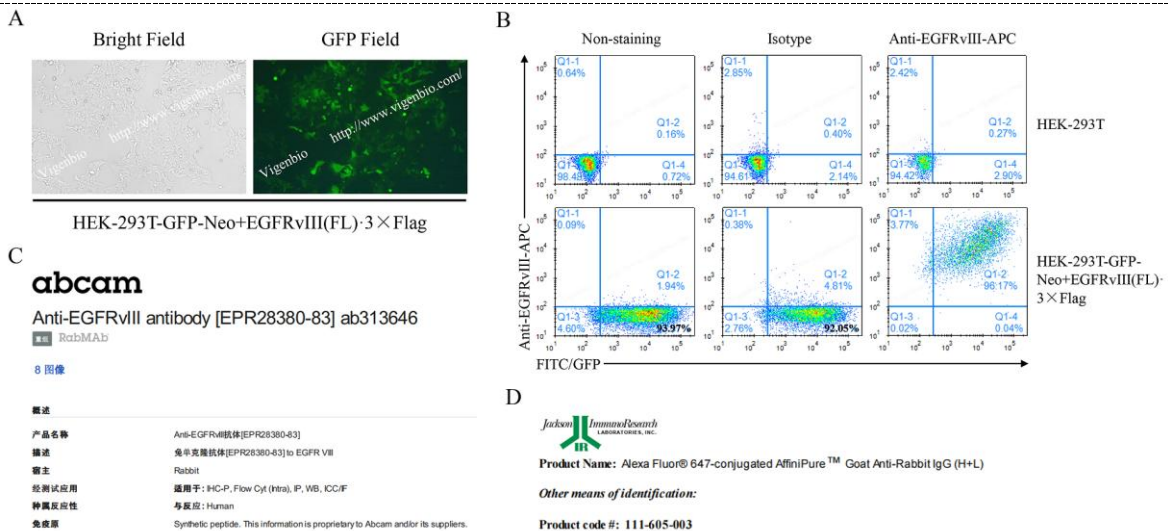 A
Bright Field
GFP Field
http://www.vigenbio.com/
Vigenbio
http://www.vigenbio.com/
Vigenbio
HEK-293T-GFP-Neo+EGFRvIII(FL)·3×Flag
B
Non-staining
Isotype
Anti-EGFRvIII-APC
Q1-1
0.64%
Q1-2
0.16%
98.48%
Q1-4
0.72%
Q1-1
2.85%
Q1-2
0.40%
94.61%
Q1-4
2.14%
Q1-1
2.42%
Q1-2
0.27%
94.42%
Q1-4
2.90%
HEK-293T
Q1-1
0.09%
Q1-2
1.94%
Q1-3
4.60%
93.97%
Q1-1
0.38%
Q1-2
4.81%
Q1-3
2.76%
92.05%
Q1-1
3.77%
Q1-2
96.17%
Q1-3
0.02%
Q1-4
0.04%
HEK-293T-GFP-
Neo+EGFRvIII(FL)·
3×Flag
Anti-EGFRvIII-APC
FITC/GFP
C
abcam
Anti-EGFRvIII antibody [EPR28380-83] ab313646
重组 RabMAb
8 图像
概述
产品名称 Anti-EGFRvIII抗体[EPR28380-83]
描述 兔单克隆抗体[EPR28380-83] to EGFR VIII
宿主 Rabbit
经测试应用 适用于: IHC-P, Flow Cyt (Intra), IP, WB, ICC/IF
种属反应性 与反应: Human
免疫原 Synthetic peptide. This information is proprietary to Abcam and/or its suppliers.
D
Jackson ImmunoResearch
LABORATORIES, INC.
IR
Product Name: Alexa Fluor® 647-conjugated AffiniPure™ Goat Anti-Rabbit IgG (H+L)
Other means of identification:
Product code #: 111-605-003